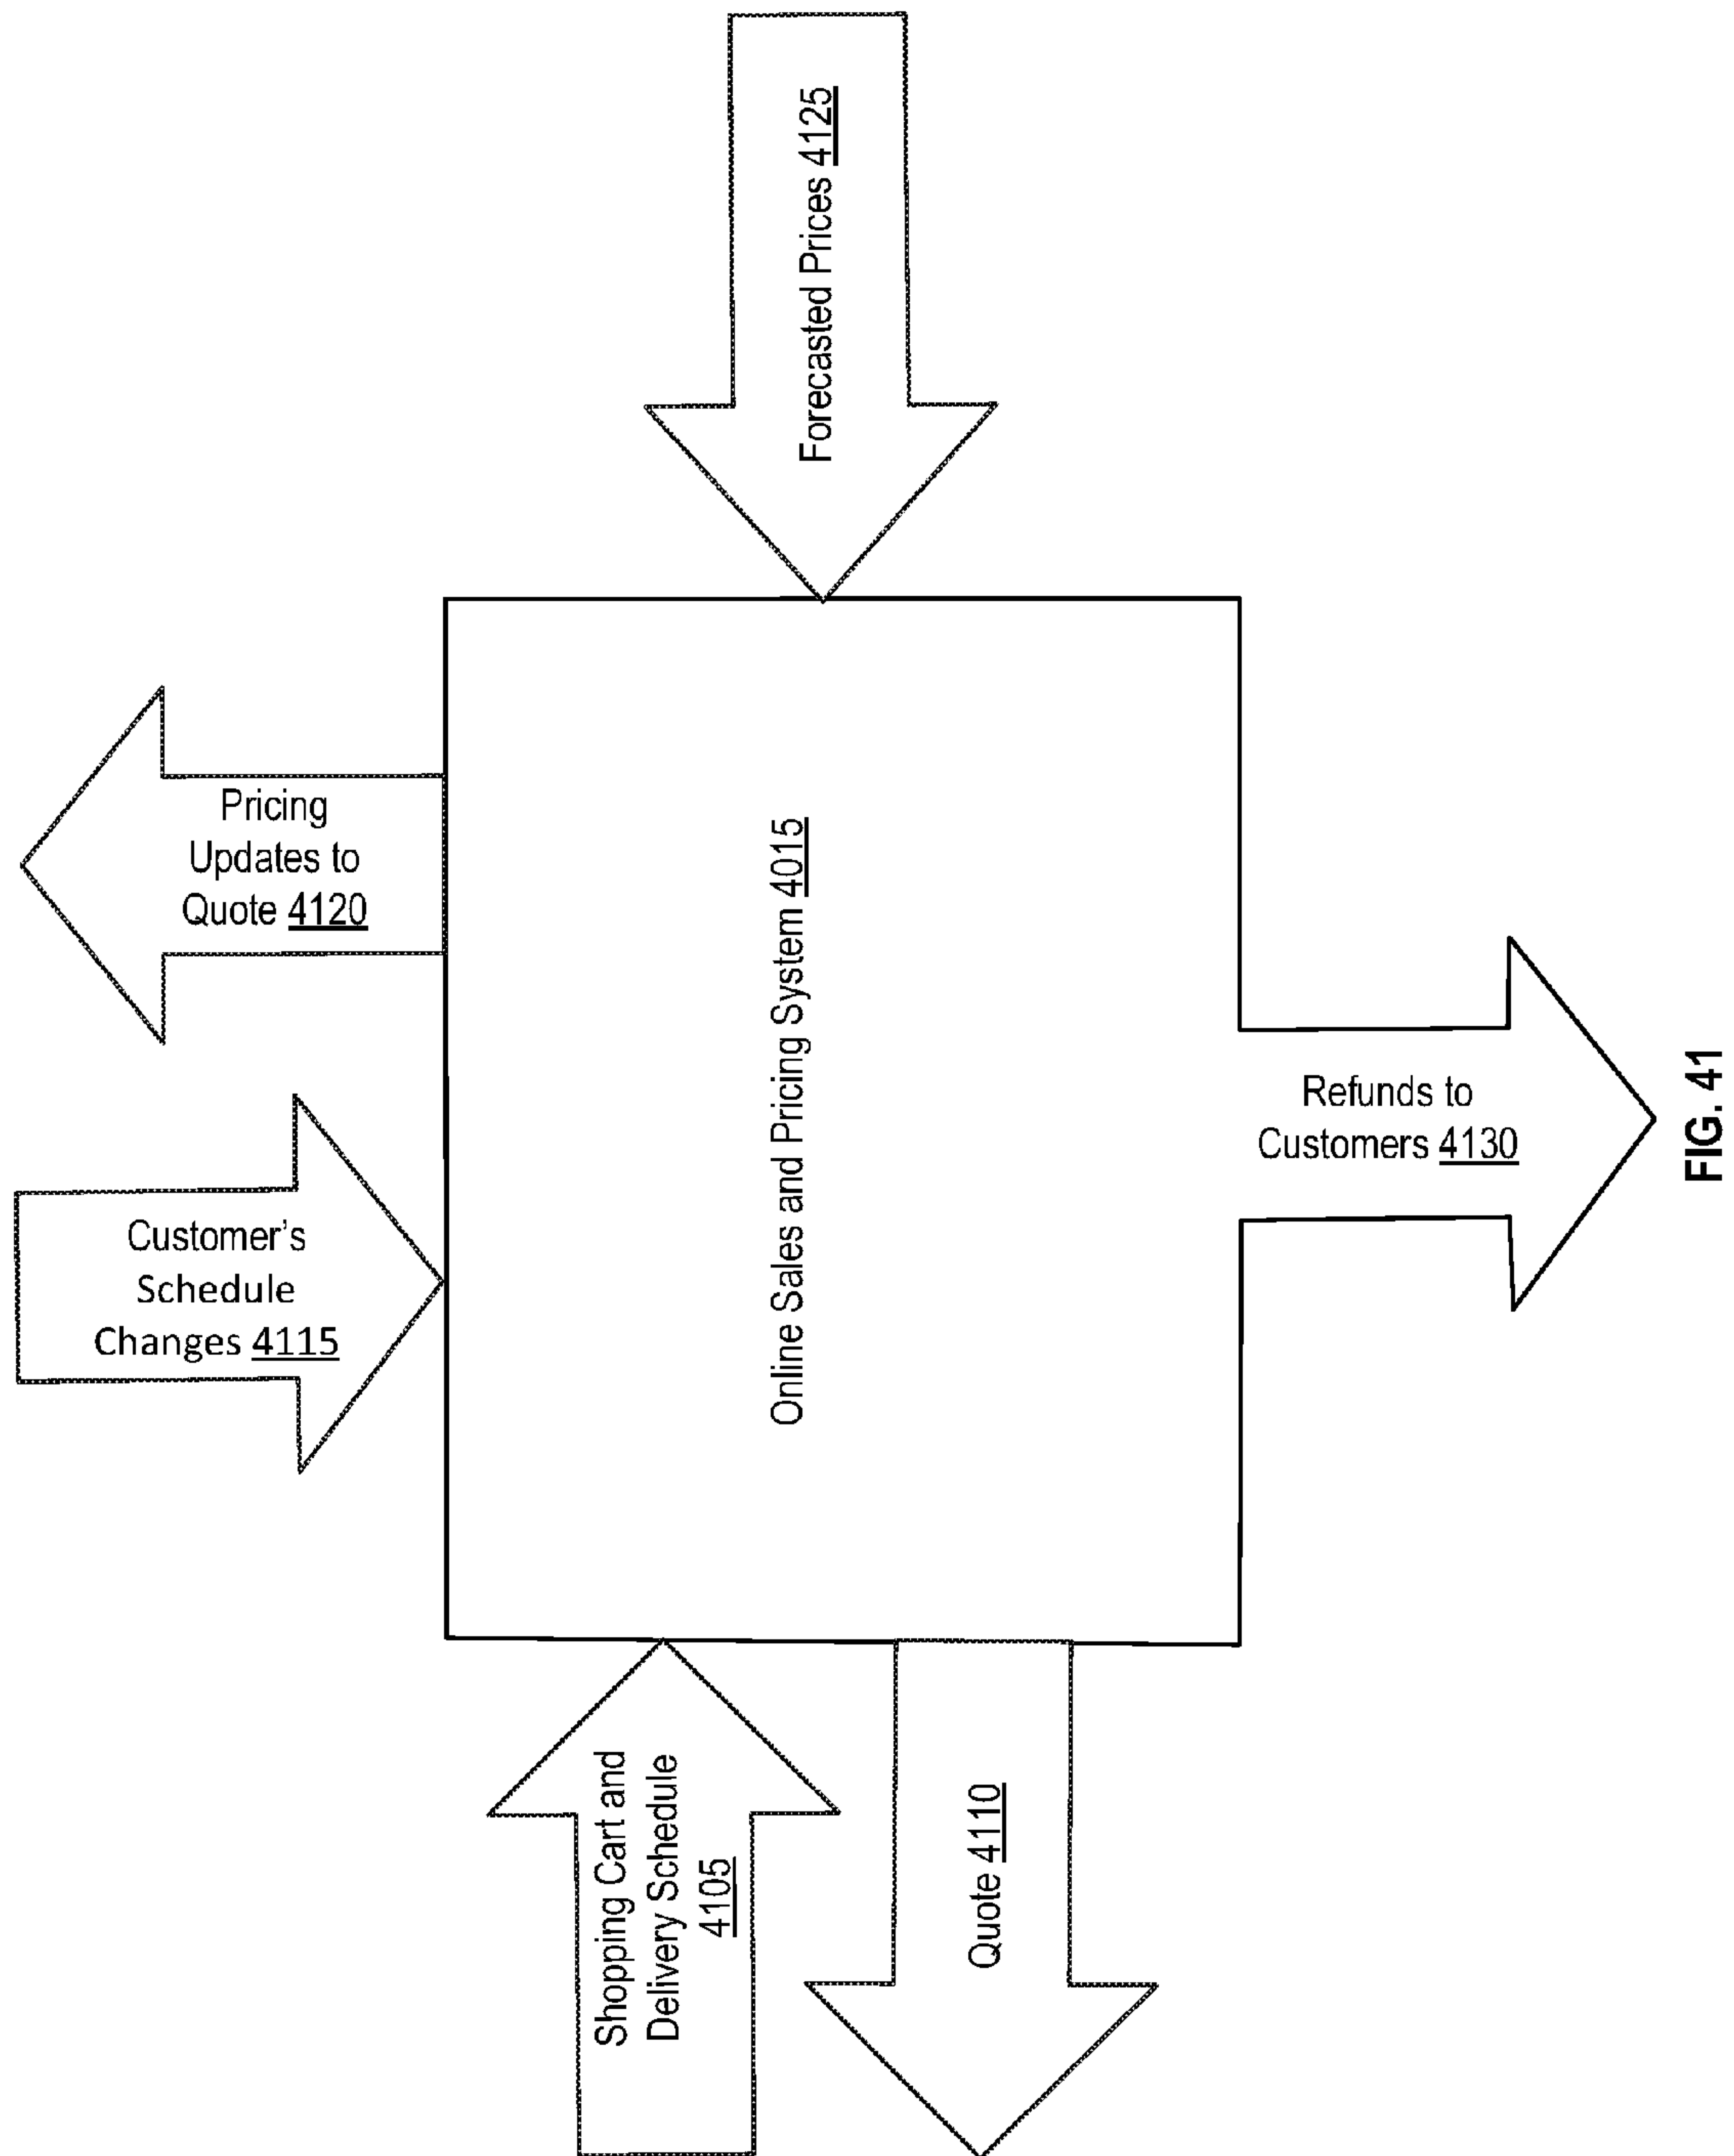 Pricing
Updates to
Quote 4120
Customer's
Schedule
Changes 4115
Forecasted Prices 4125
Online Sales and Pricing System 4015
Shopping Cart and
Delivery Schedule
4105
Quote 4110
Refunds to
Customers 4130
FIG. 41